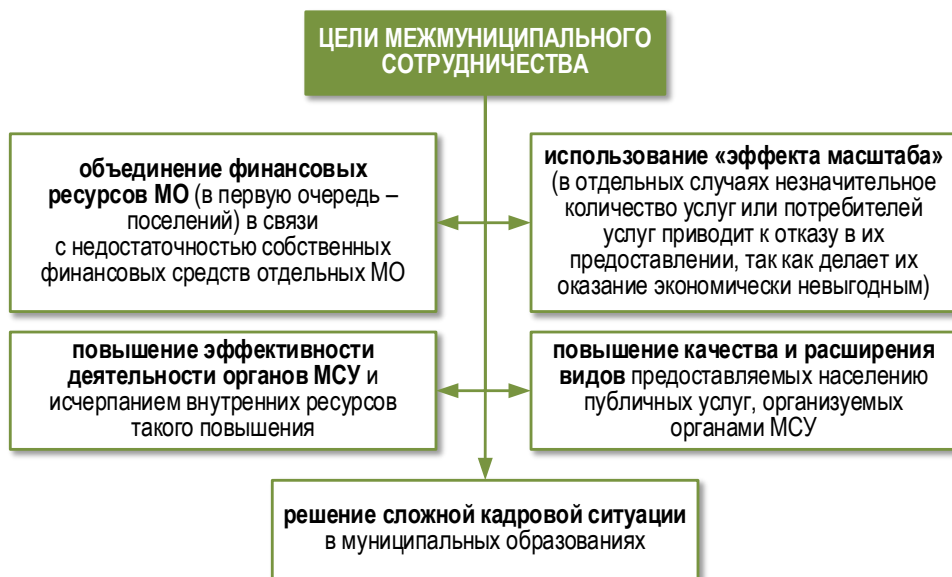 ЦЕЛИ МЕЖМУНИЦИПАЛЬНОГО
СОТРУДНИЧЕСТВА
объединение финансовых
ресурсов МО (в первую очередь –
поселений) в связи
с недостаточностью собственных
финансовых средств отдельных МО
использование «эффекта масштаба»
(в отдельных случаях незначительное
количество услуг или потребителей
услуг приводит к отказу в их
предоставлении, так как делает их
оказание экономически невыгодным)
повышение эффективности
деятельности органов МСУ и
исчерпанием внутренних ресурсов
такого повышения
повышение качества и расширения
видов предоставляемых населению
публичных услуг, организуемых
органами МСУ
решение сложной кадровой ситуации
в муниципальных образованиях